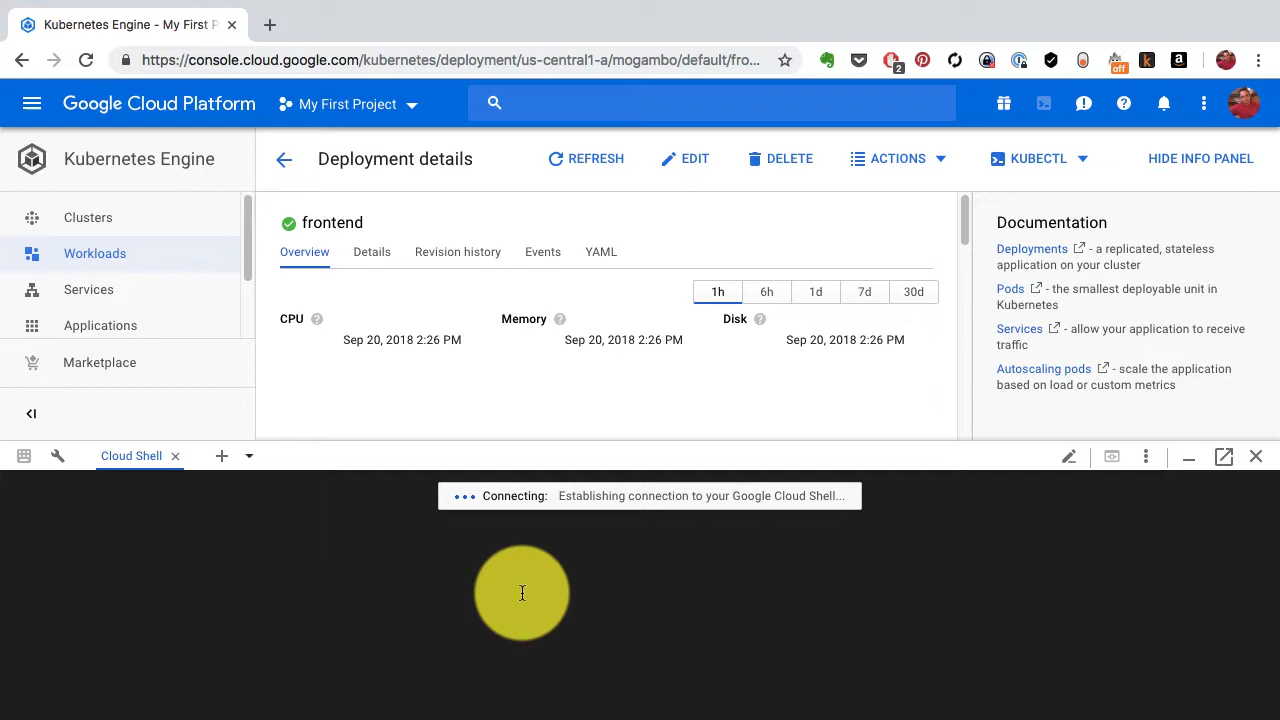 Kubernetes Engine - My First P
https://console.cloud.google.com/kubernetes/deployment/us-central1-a/mogambo/default/fro...
2
off
k
a
Google Cloud Platform
My First Project
Kubernetes Engine
Deployment details
REFRESH
EDIT
DELETE
ACTIONS
KUBECTL
HIDE INFO PANEL
Clusters
Workloads
Services
Applications
Marketplace
frontend
Overview
Details
Revision history
Events
YAML
1h
6h
1d
7d
30d
CPU
Memory
Disk
Sep 20, 2018 2:26 PM
Sep 20, 2018 2:26 PM
Sep 20, 2018 2:26 PM
Documentation
Deployments - a replicated, stateless
application on your cluster
Pods - the smallest deployable unit in
Kubernetes
Services - allow your application to receive
traffic
Autoscaling pods - scale the application
based on load or custom metrics
Cloud Shell
Connecting: Establishing connection to your Google Cloud Shell...